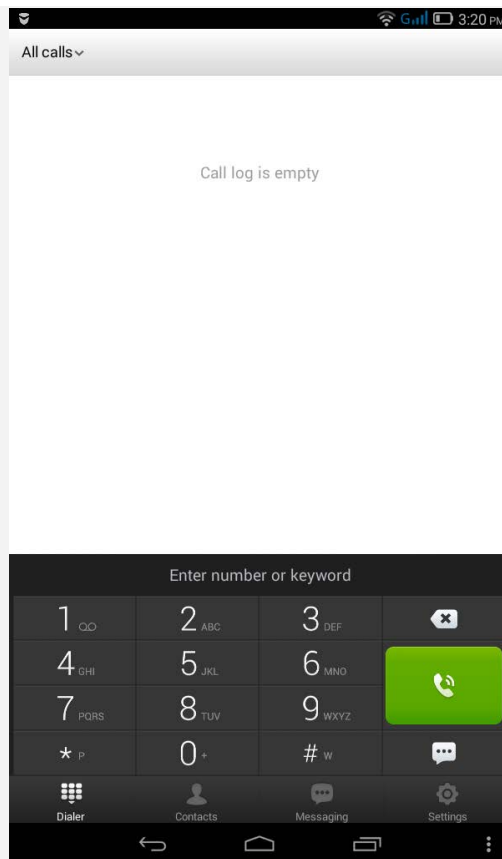 G 3:20 PM
All calls
Call log is empty
Enter number or keyword
1 2 ABC 3 DEF
4 GHI 5 JKL 6 MNO
7 PQRS 8 TUV 9 WXYZ
* P 0 + # W
Dialer Contacts Messaging Settings